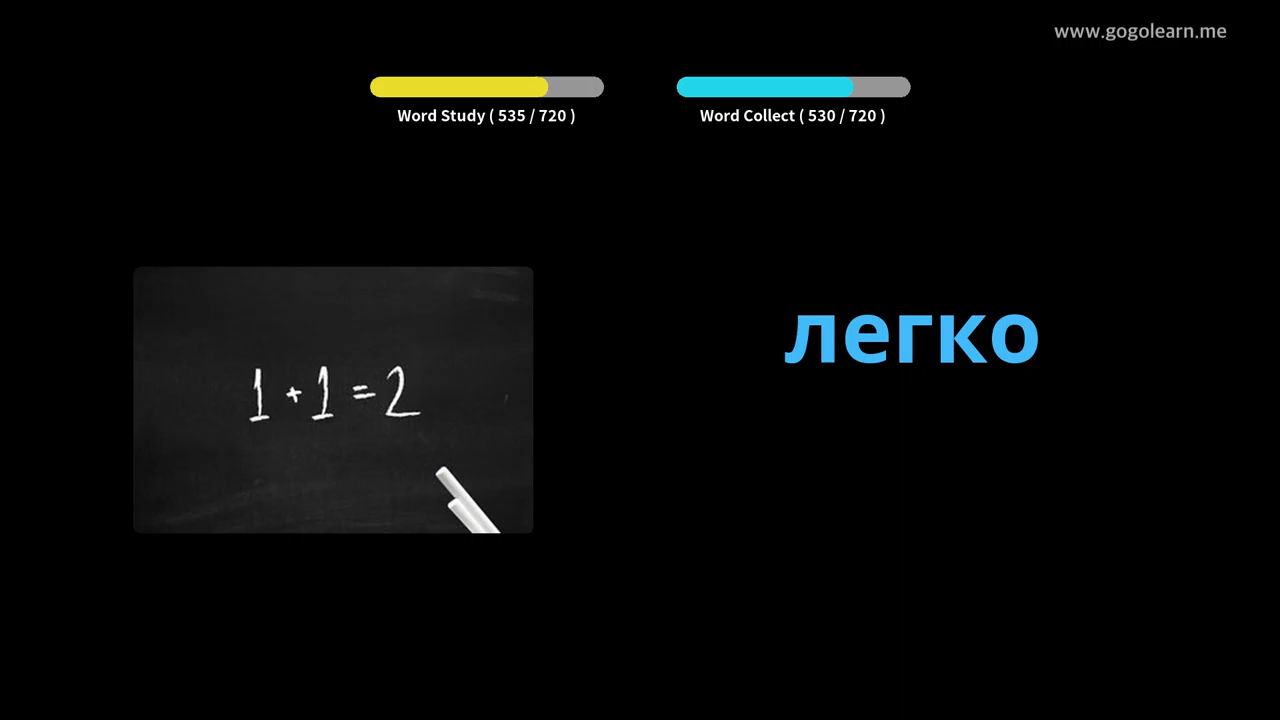 www.gogolearn.me
Word Study ( 535 / 720 )
Word Collect ( 530 / 720 )
легко
1 + 1 = 2